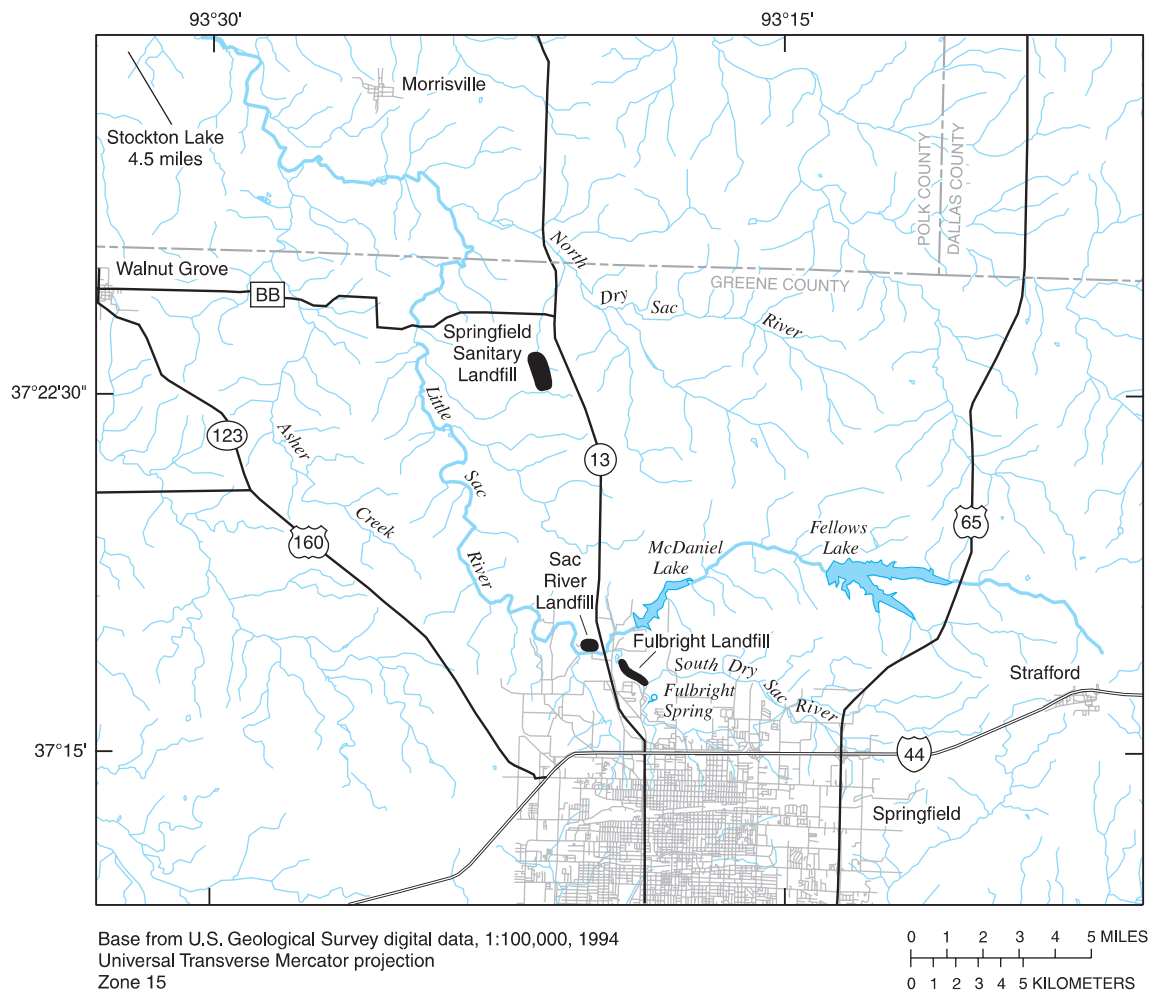 93°30'
93°15'
Morrisville
Stockton Lake
4.5 miles
POLK COUNTY
DALLAS COUNTY
North
Walnut Grove
GREENE COUNTY
BB
Dry
Sac
River
Springfield
Sanitary
Landfill
37°22'30"
Little
Asher
123
13
Sac
Creek
65
Fellows
Lake
160
McDaniel
Lake
River
Sac
River
Landfill
Fulbright Landfill
South Dry Sac River
Strafford
Fulbright
Spring
37°15'
44
Springfield
Base from U.S. Geological Survey digital data, 1:100,000, 1994
Universal Transverse Mercator projection
Zone 15
0 1 2 3 4 5 MILES
0 1 2 3 4 5 KILOMETERS